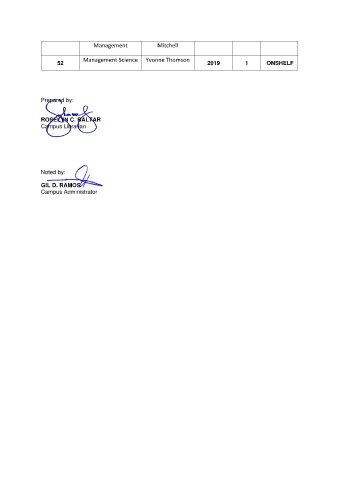 Management Mitchell
52 Management Science Yvonne Thomson 2019 1 ONSHELF
Prepared by:
C. BALTAR
Campus Librarian
Noted by:
GIL D. RAMOS
Campus Administrator